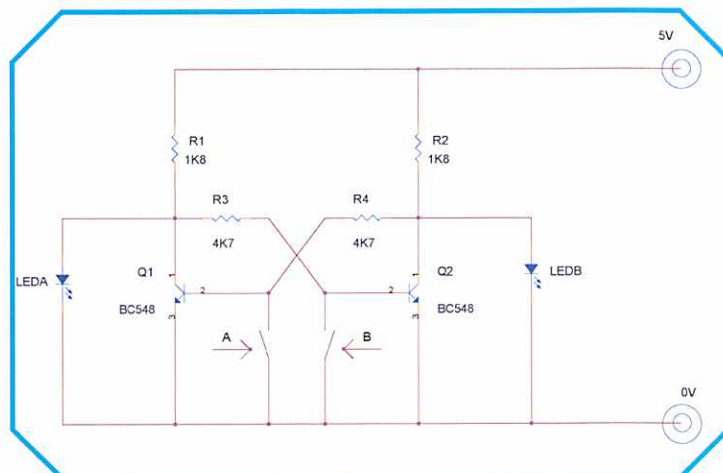 5V
R1
1K8
R2
1K8
R3
4K7
R4
4K7
LEDA
Q1
1
2
3
BC548
Q2
1
2
3
BC548
LEDB
A
B
0V